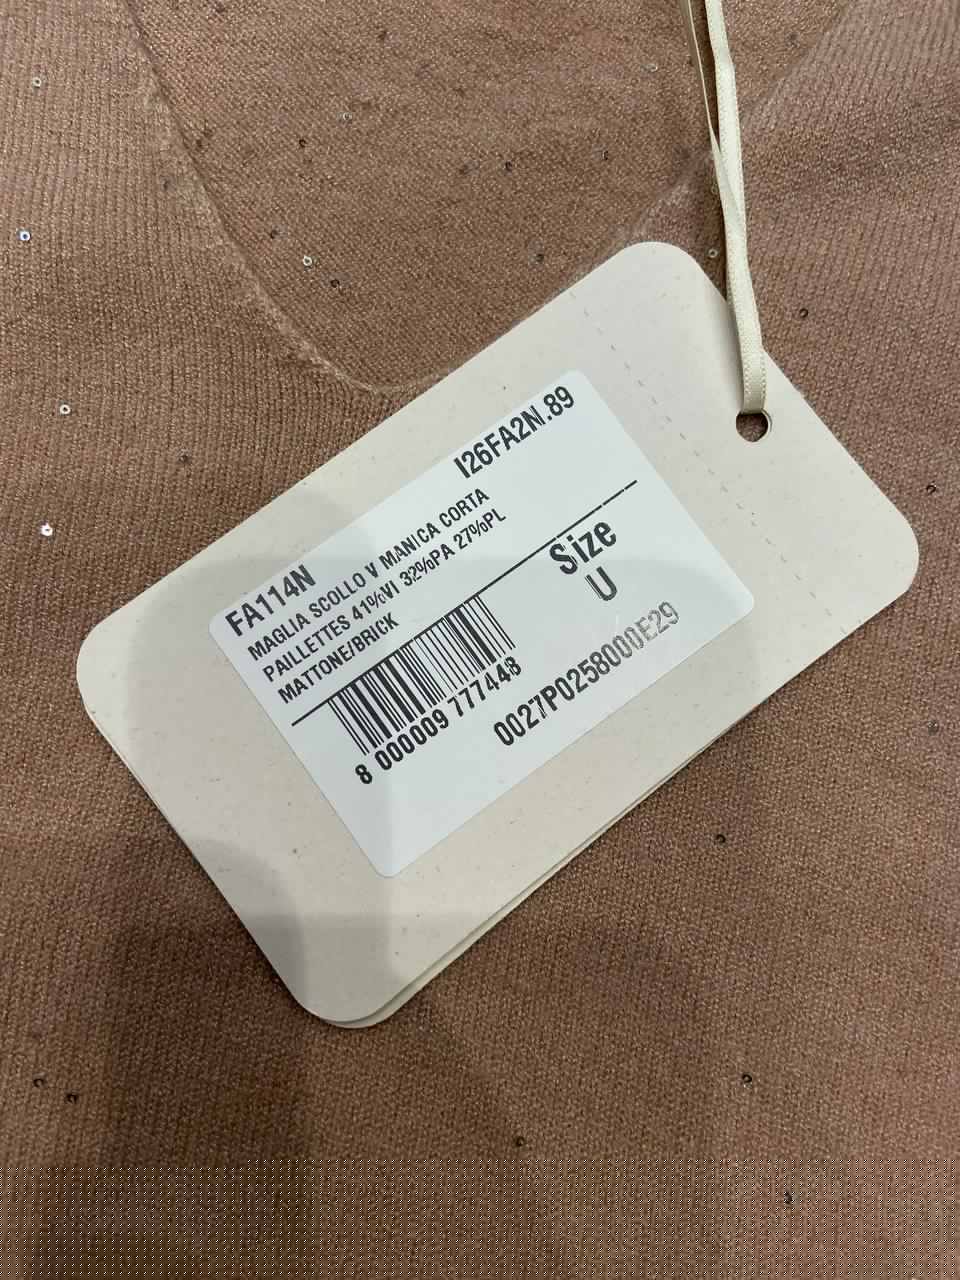 I26FA2N.89
FA114N
MAGLIA SCOLLO V MANICA CORTA
PAILLETTES 41%VI 32%PA 27%PL
MATTONE/BRICK
Size
U
8 000009 777448
0027P0258000E29